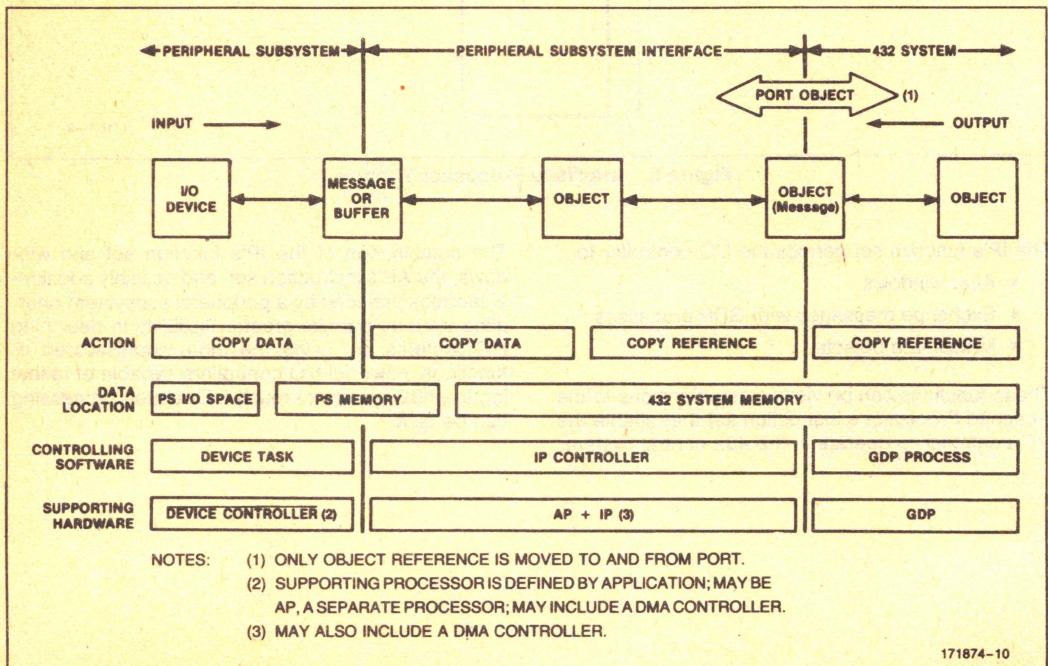 PERIPHERAL SUBSYSTEM PERIPHERAL SUBSYSTEM INTERFACE 432 SYSTEM
PORT OBJECT (1)
INPUT OUTPUT
I/O DEVICE
MESSAGE OR BUFFER
OBJECT
OBJECT (Message)
OBJECT
ACTION COPY DATA COPY DATA COPY REFERENCE COPY REFERENCE
DATA LOCATION PS I/O SPACE PS MEMORY 432 SYSTEM MEMORY
CONTROLLING SOFTWARE DEVICE TASK IP CONTROLLER GDP PROCESS
SUPPORTING HARDWARE DEVICE CONTROLLER (2) AP + IP (3) GDP
NOTES: (1) ONLY OBJECT REFERENCE IS MOVED TO AND FROM PORT.
(2) SUPPORTING PROCESSOR IS DEFINED BY APPLICATION; MAY BE
AP, A SEPARATE PROCESSOR; MAY INCLUDE A DMA CONTROLLER.
(3) MAY ALSO INCLUDE A DMA CONTROLLER.
171874-10